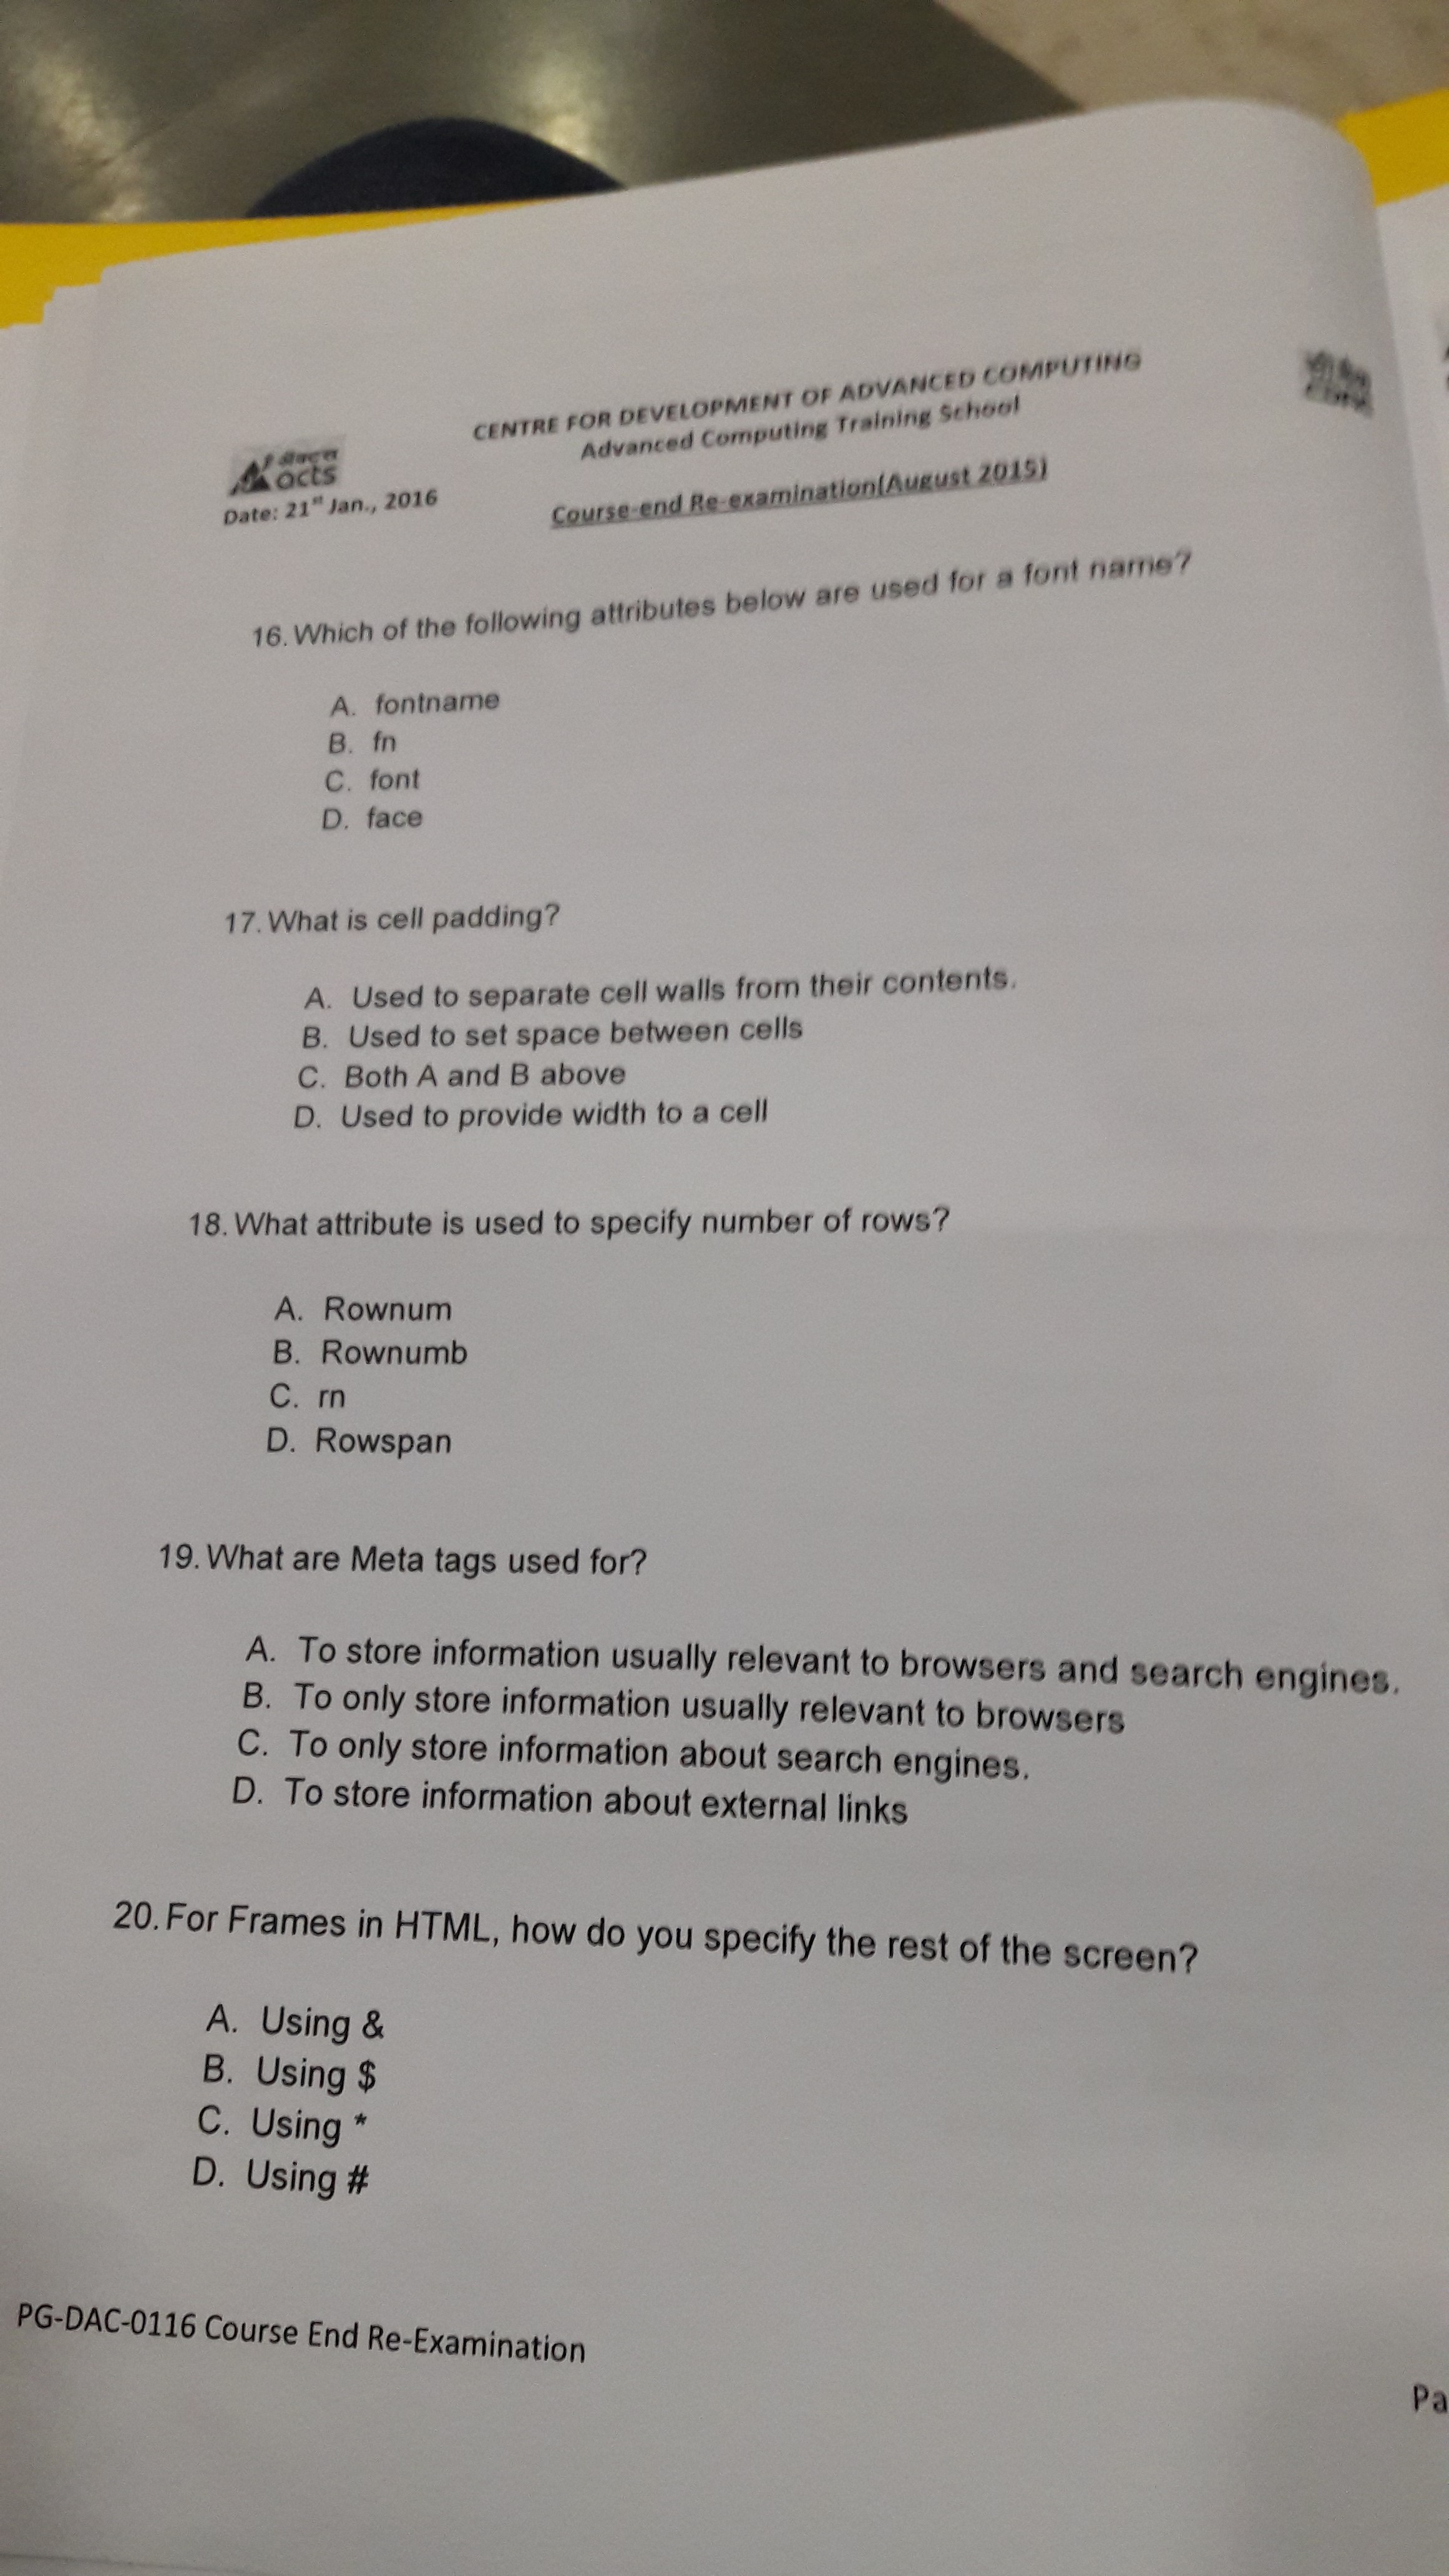 CENTRE FOR DEVELOPMENT OF ADVANCED COMPUTING
Advanced Computing Training School
acts
Date: 21st Jan., 2016
Course-end Re-examination(August 2015)
16. Which of the following attributes below are used for a font name?
A. fontname
B. fn
C. font
D. face
17. What is cell padding?
A. Used to separate cell walls from their contents.
B. Used to set space between cells
C. Both A and B above
D. Used to provide width to a cell
18. What attribute is used to specify number of rows?
A. Rownum
B. Rownumb
C. rn
D. Rowspan
19. What are Meta tags used for?
A. To store information usually relevant to browsers and search engines.
B. To only store information usually relevant to browsers
C. To only store information about search engines.
D. To store information about external links
20. For Frames in HTML, how do you specify the rest of the screen?
A. Using &
B. Using $
C. Using *
D. Using #
PG-DAC-0116 Course End Re-Examination
Pa